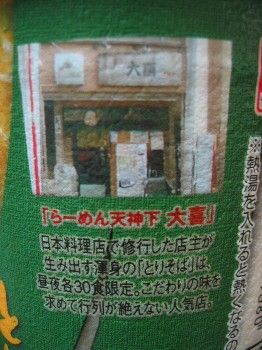 大喜
「らーめん天神下 大喜」
日本料理店で修行した店主が
生み出す渾身の「とりそば」は、
昼夜各30食限定。こだわりの味を
求めて行列が絶えない人気店。
※熱湯を入れると熱くなるの